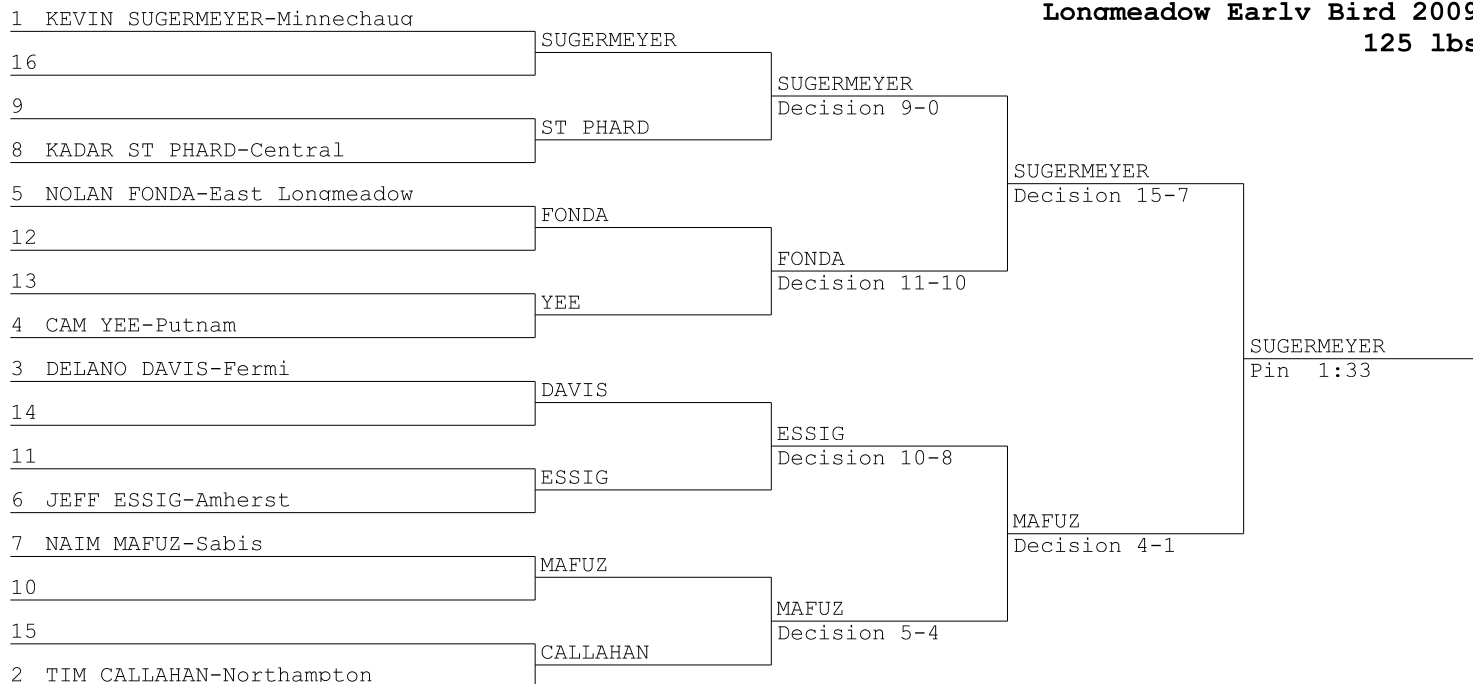 Longmeadow Early Bird 2009
125 lbs
1 KEVIN SUGERMEYER-Minnechaug
16
9
8 KADAR ST PHARD-Central
5 NOLAN FONDA-East Longmeadow
12
13
4 CAM YEE-Putnam
3 DELANO DAVIS-Fermi
14
11
6 JEFF ESSIG-Amherst
7 NAIM MAFUZ-Sabis
10
15
2 TIM CALLAHAN-Northampton
SUGERMEYER
ST PHARD
FONDA
YEE
DAVIS
ESSIG
MAFUZ
CALLAHAN
SUGERMEYER
Decision 9-0
FONDA
Decision 11-10
ESSIG
Decision 10-8
MAFUZ
Decision 5-4
SUGERMEYER
Decision 15-7
MAFUZ
Decision 4-1
SUGERMEYER
Pin 1:33